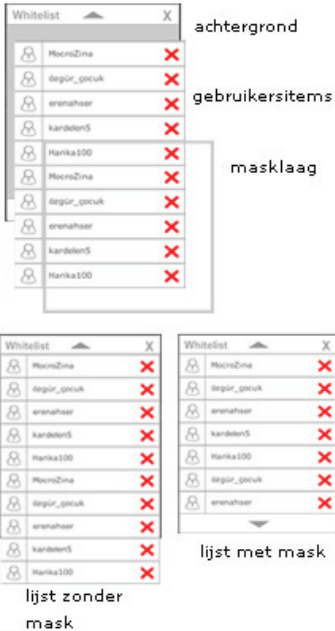 Whitelist X
achtergrond
MocroZina
özgür_çocuk
gebruikersitems
erenahser
kardelen5
Hanka100
masklaag
MocroZina
özgür_çocuk
erenahser
kardelen5
Hanka100
Whitelist X
MocroZina
özgür_çocuk
erenahser
kardelen5
Hanka100
MocroZina
özgür_çocuk
erenahser
kardelen5
Hanka100
lijst zonder
mask
Whitelist X
MocroZina
özgür_çocuk
erenahser
kardelen5
Hanka100
özgür_çocuk
erenahser
lijst met mask